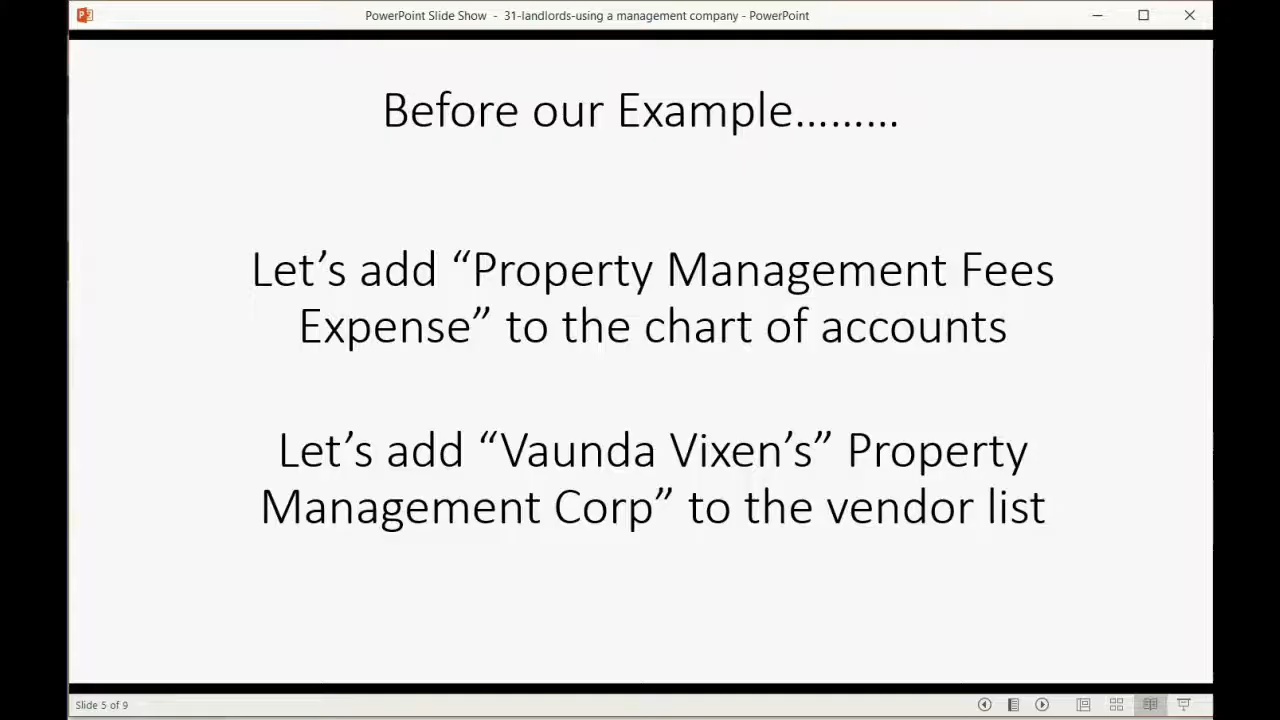 PowerPoint Slide Show - 31-landlords-using a management company - PowerPoint
Before our Example.........
Let’s add “Property Management Fees
Expense” to the chart of accounts
Let’s add “Vaunda Vixen’s” Property
Management Corp” to the vendor list
Slide 5 of 9